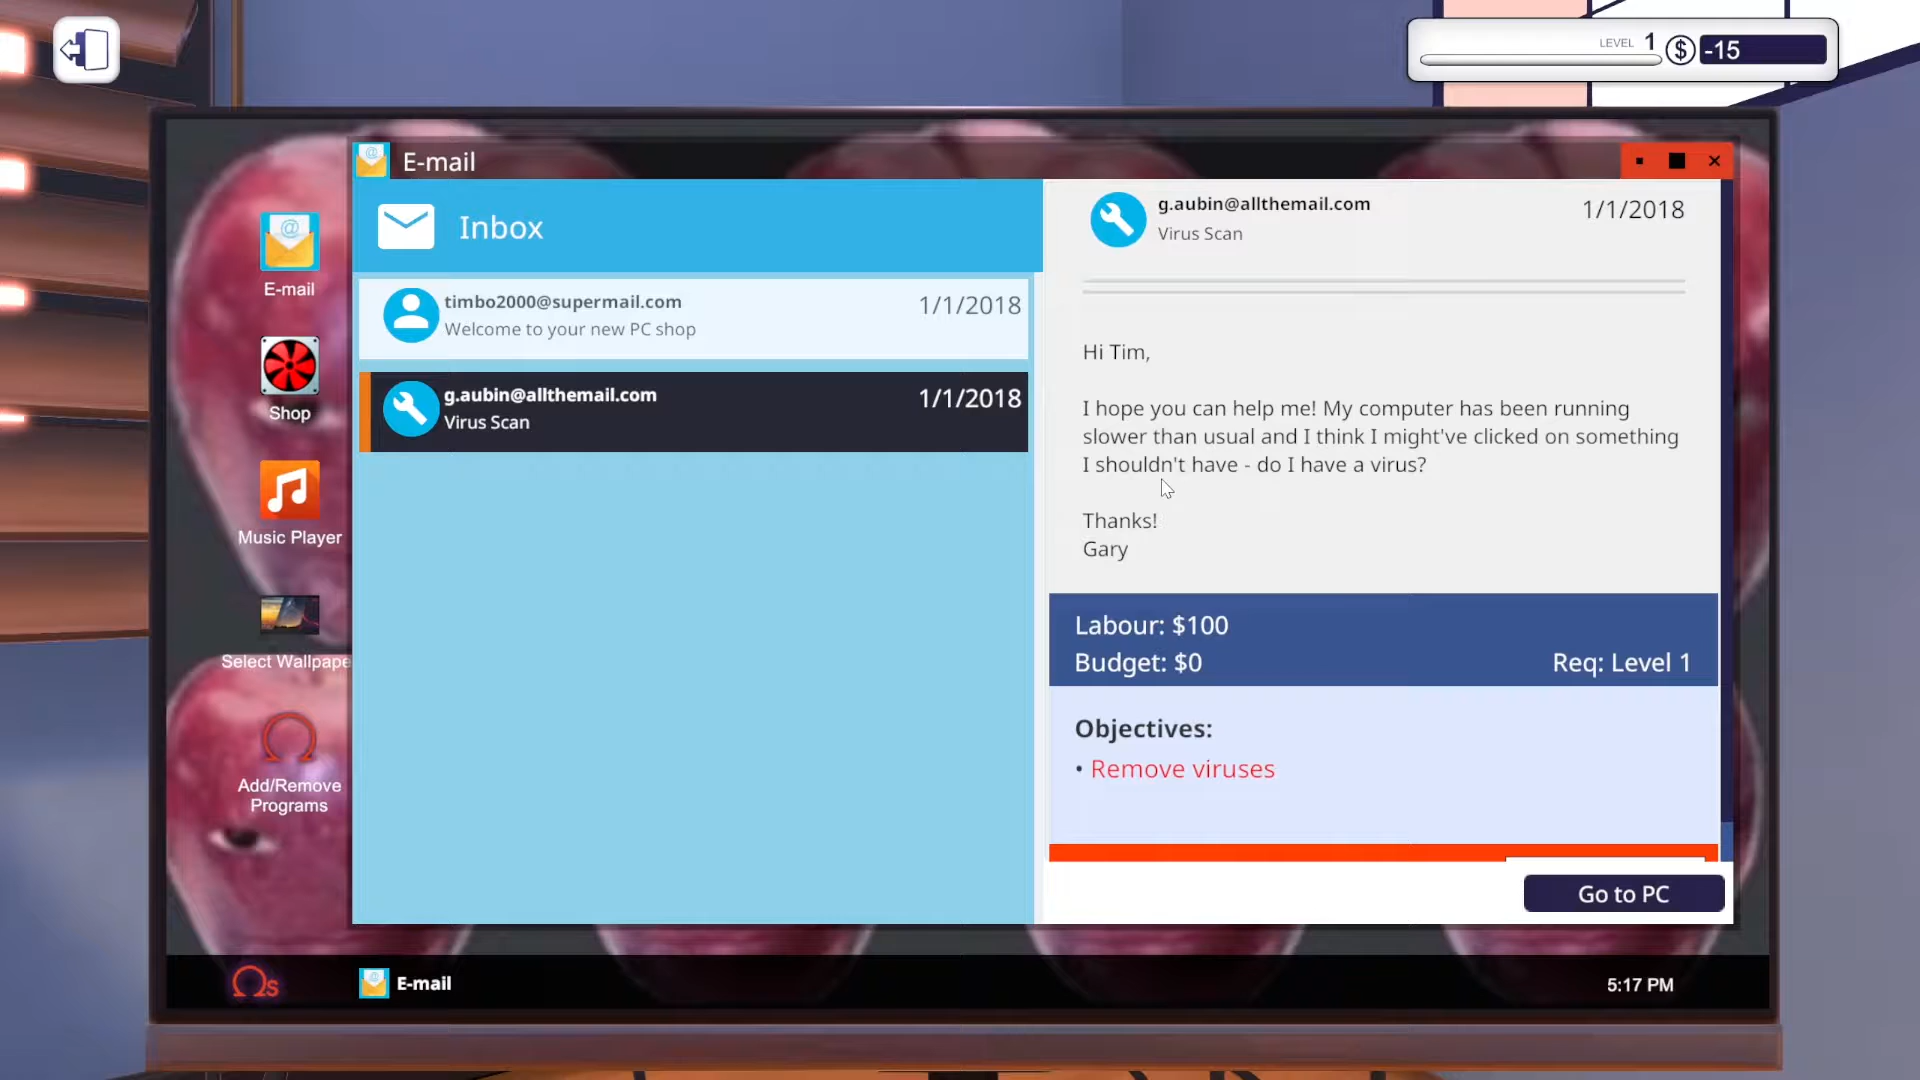 LEVEL 1 $ -15
E-mail
Inbox
timbo2000@supermail.com 1/1/2018
Welcome to your new PC shop
g.aubin@allthemail.com 1/1/2018
Virus Scan
g.aubin@allthemail.com 1/1/2018
Virus Scan
Hi Tim,
I hope you can help me! My computer has been running
slower than usual and I think I might've clicked on something
I shouldn't have - do I have a virus?
Thanks!
Gary
Labour: $100
Budget: $0 Req: Level 1
Objectives:
• Remove viruses
Go to PC
E-mail
Shop
Music Player
Select Wallpape
Add/Remove
Programs
Ωs E-mail 5:17 PM